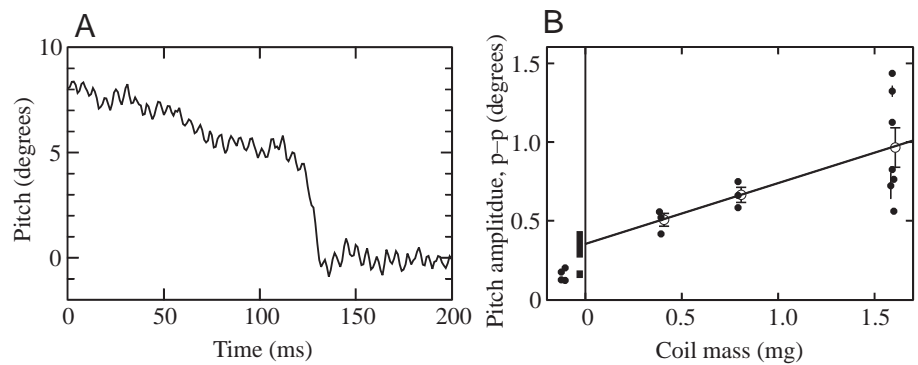 A
Pitch (degrees)
10
5
0
0 50 100 150 200
Time (ms)
B
Pitch amplitdue, p–p (degrees)
1.5
1.0
0.5
0
0 0.5 1.0 1.5
Coil mass (mg)